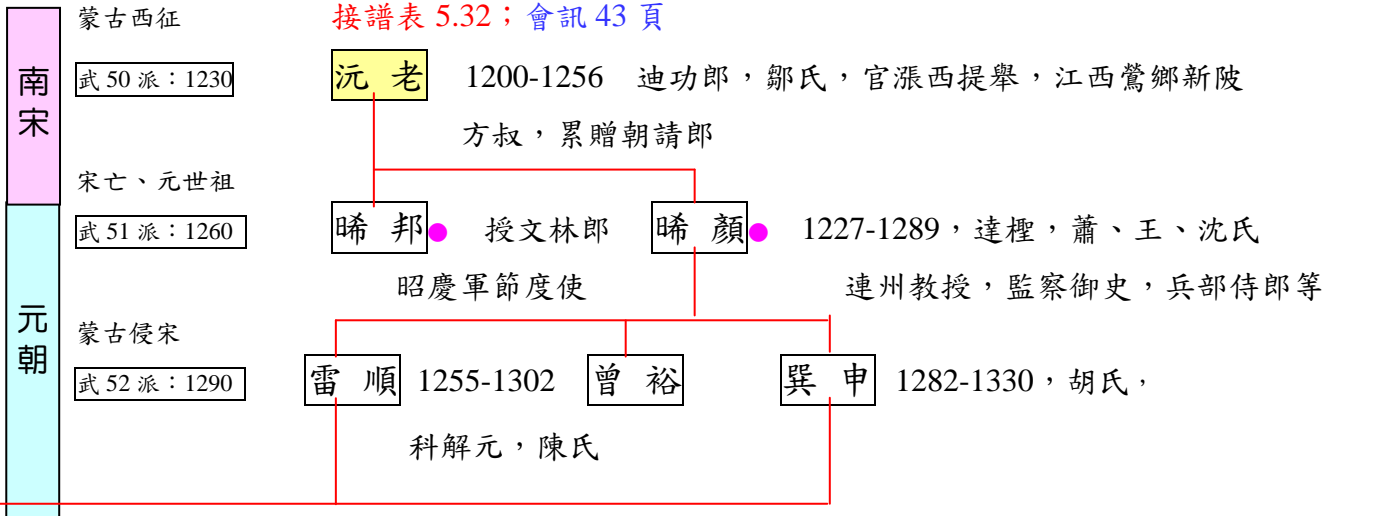 蒙古西征 接譜表 5.32；會訊 43 頁
南宋
武 50 派：1230 沅 老 1200-1256 迪功郎，鄒氏，官漲西提舉，江西鶯鄉新陂
方叔，累贈朝請郎
宋亡、元世祖
武 51 派：1260 晞 邦 授文林郎 晞 顏 1227-1289，達檉，蕭、王、沈氏
昭慶軍節度使 連州教授，監察御史，兵部侍郎等
元朝
蒙古侵宋
武 52 派：1290 雷 順 1255-1302 曾 裕 巽 申 1282-1330，胡氏，
科解元，陳氏